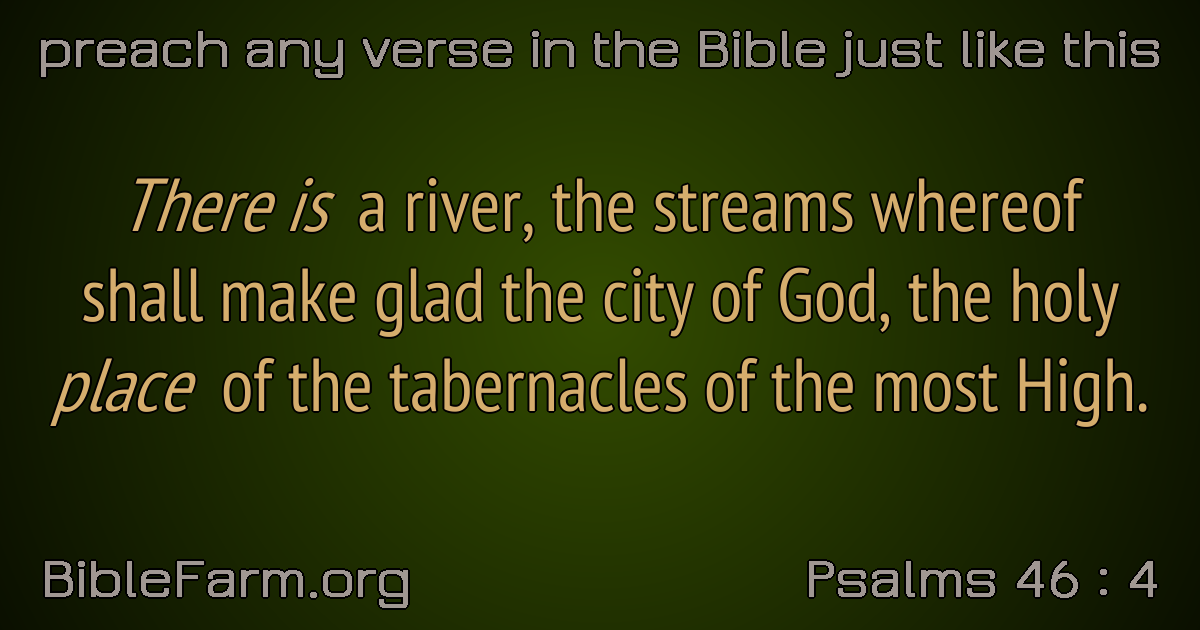 preach any verse in the Bible just like this
There is a river, the streams whereof
shall make glad the city of God, the holy
place of the tabernacles of the most High.
BibleFarm.org
Psalms 46 : 4